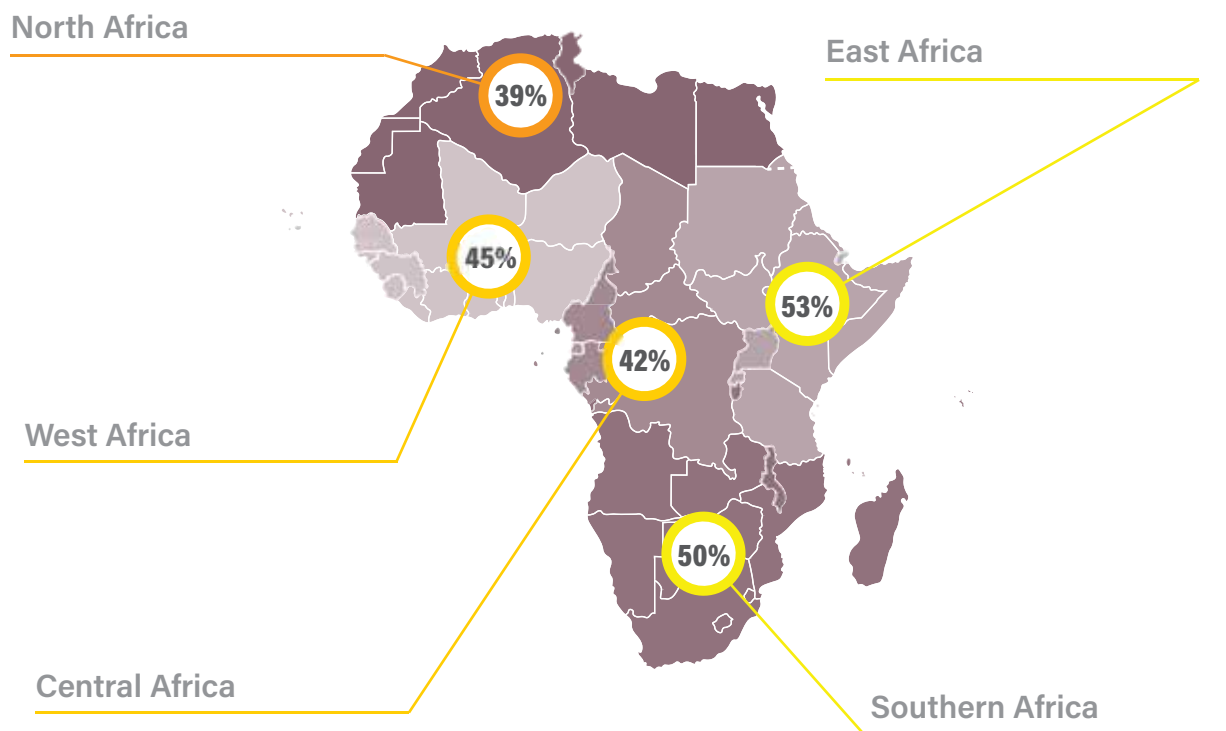 North Africa
39%
East Africa
53%
West Africa
45%
Central Africa
42%
Southern Africa
50%